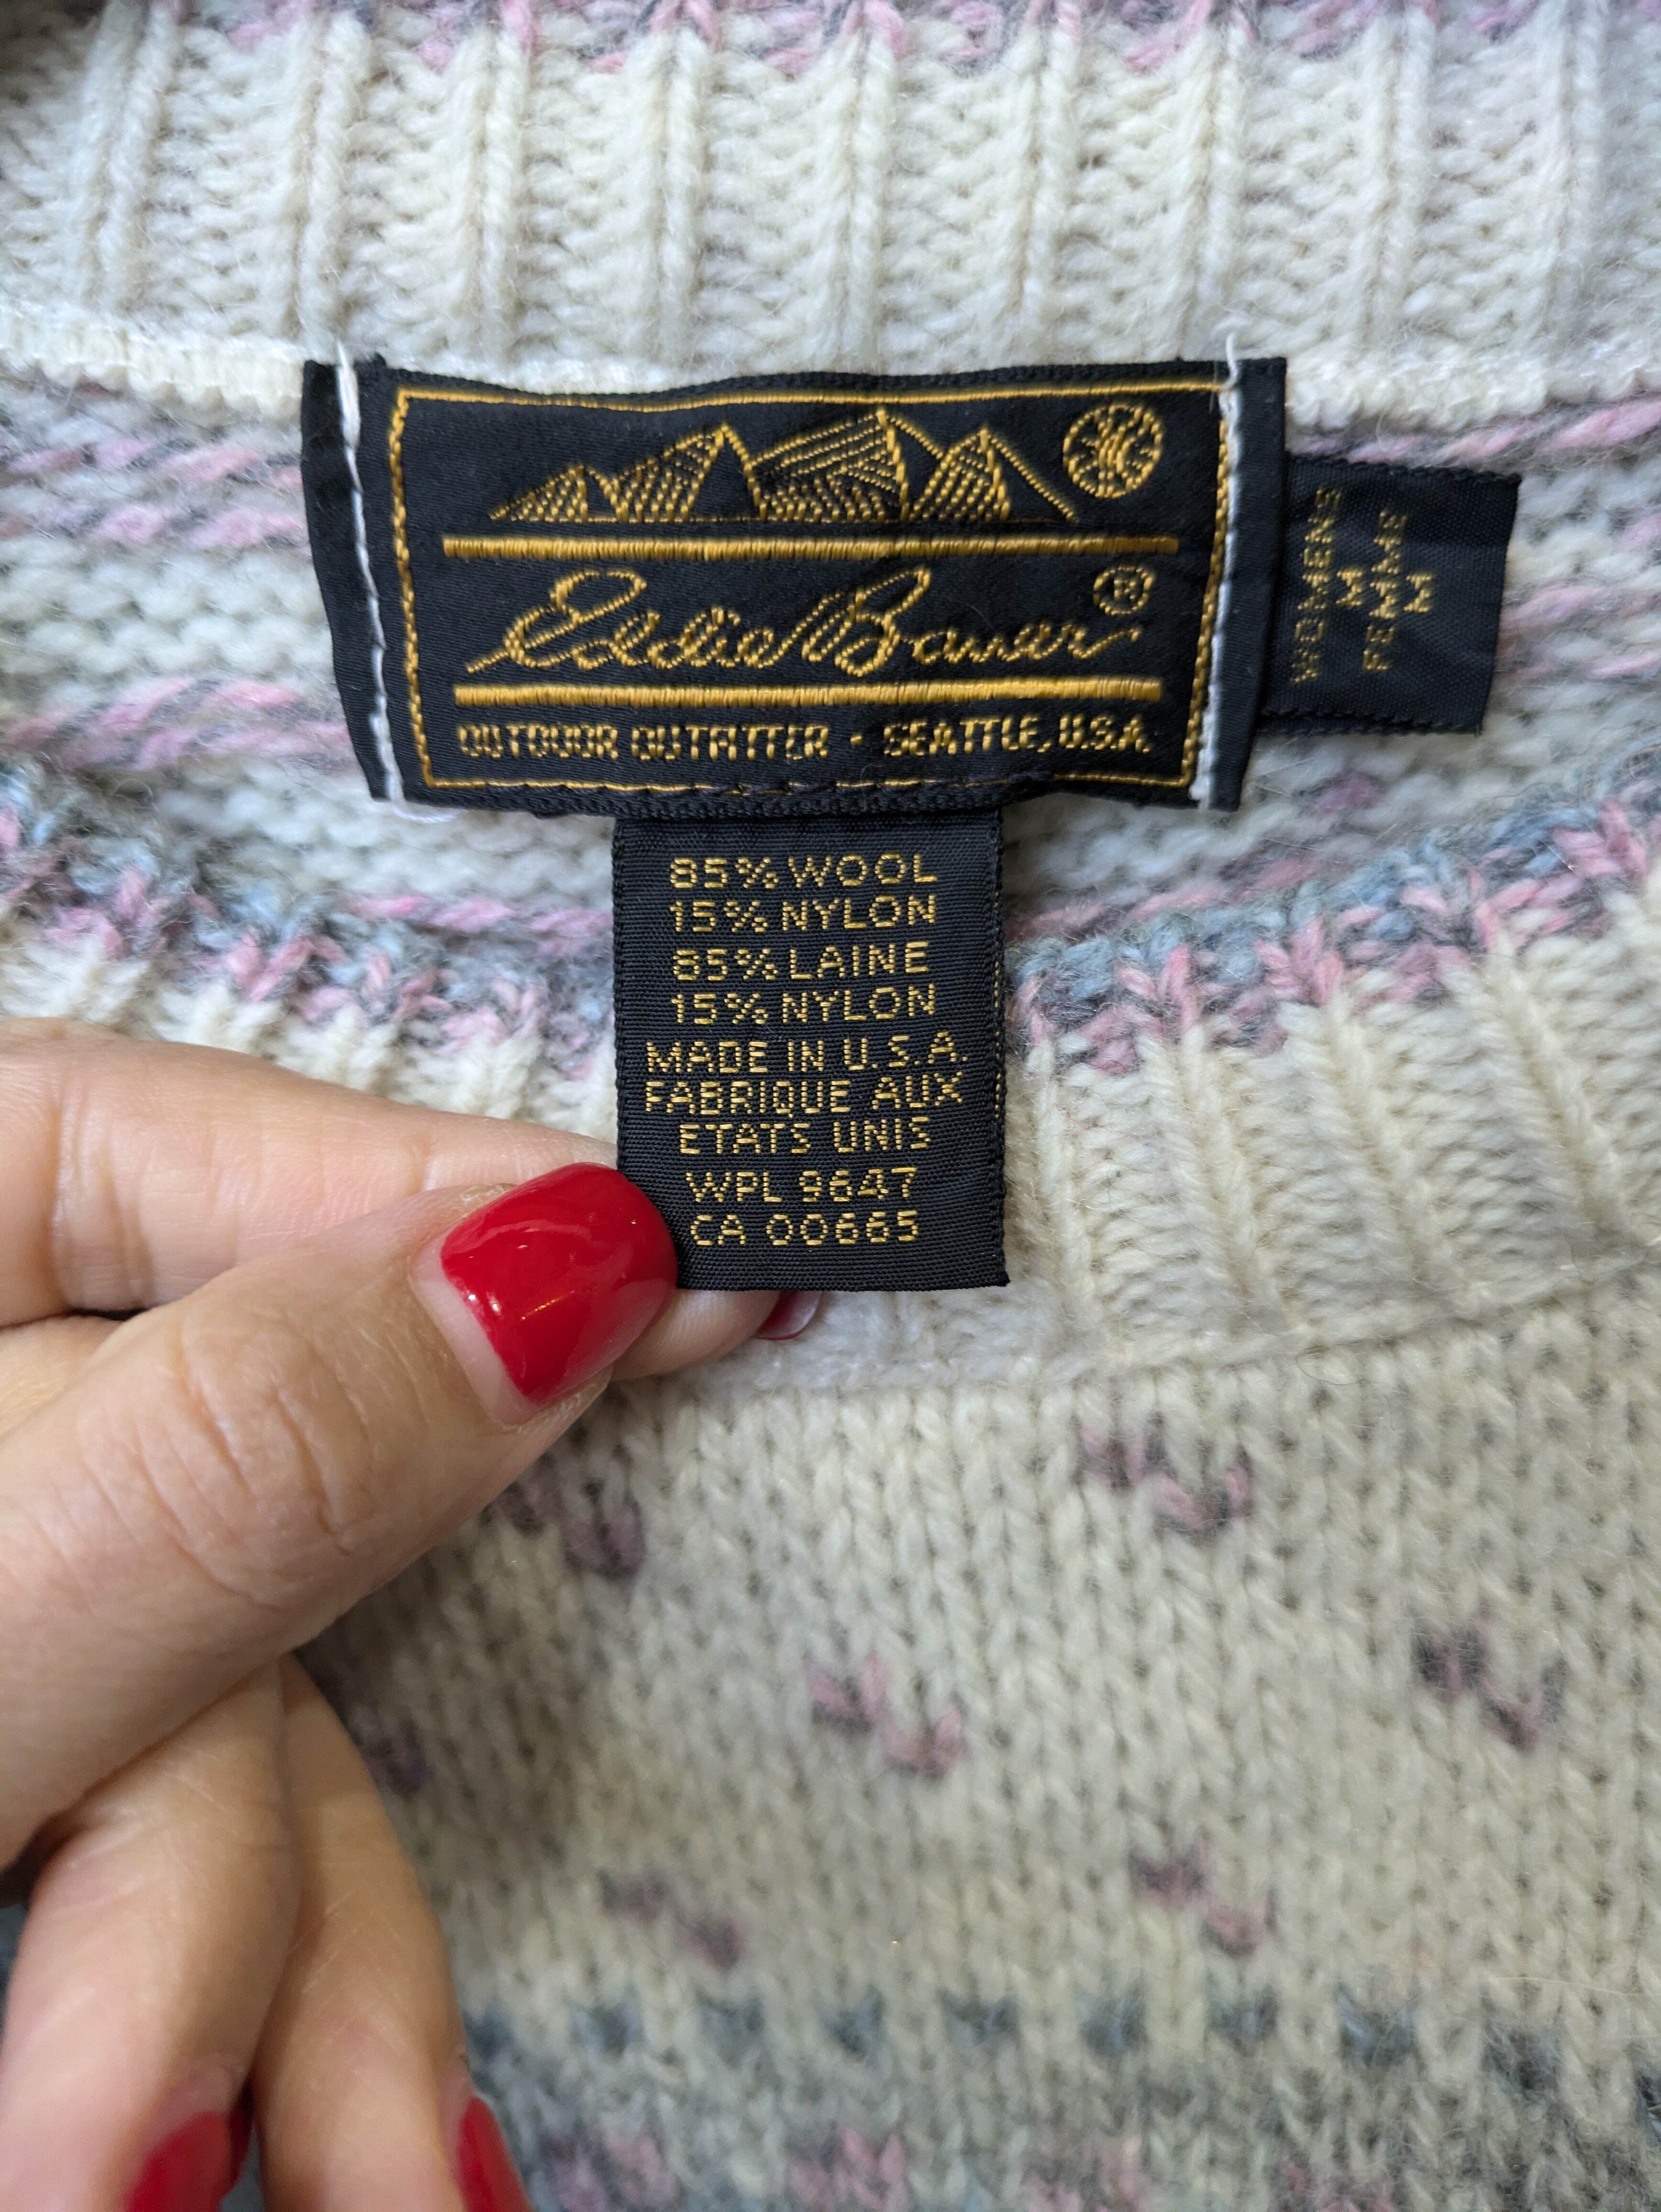 Eddie Bauer®
OUTDOOR OUTFITTER · SEATTLE, U.S.A.
WOMENS
M
FEMME
M
85% WOOL
15% NYLON
85% LAINE
15% NYLON
MADE IN U.S.A.
FABRIQUE AUX
ETATS UNIS
WPL 9647
CA 00665